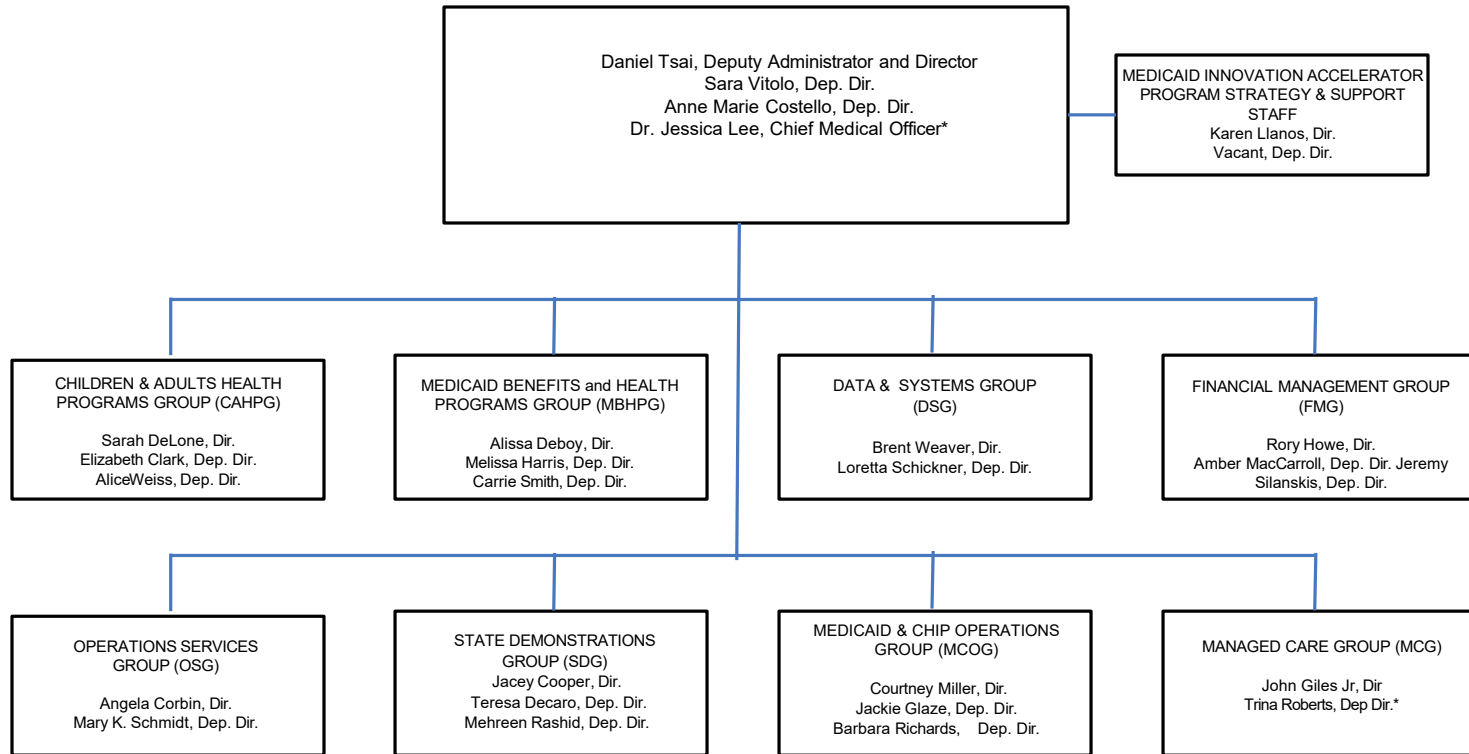 Daniel Tsai, Deputy Administrator and Director
Sara Vitolo, Dep. Dir.
Anne Marie Costello, Dep. Dir.
Dr. Jessica Lee, Chief Medical Officer*
MEDICAID INNOVATION ACCELERATOR
PROGRAM STRATEGY & SUPPORT
STAFF
Karen Llanos, Dir.
Vacant, Dep. Dir.
CHILDREN & ADULTS HEALTH
PROGRAMS GROUP (CAHPG)
Sarah DeLone, Dir.
Elizabeth Clark, Dep. Dir.
AliceWeiss, Dep. Dir.
MEDICAID BENEFITS and HEALTH
PROGRAMS GROUP (MBHPG)
Alissa Deboy, Dir.
Melissa Harris, Dep. Dir.
Carrie Smith, Dep. Dir.
DATA & SYSTEMS GROUP
(DSG)
Brent Weaver, Dir.
Loretta Schickner, Dep. Dir.
FINANCIAL MANAGEMENT GROUP
(FMG)
Rory Howe, Dir.
Amber MacCarroll, Dep. Dir. Jeremy
Silanskis, Dep. Dir.
OPERATIONS SERVICES
GROUP (OSG)
Angela Corbin, Dir.
Mary K. Schmidt, Dep. Dir.
STATE DEMONSTRATIONS
GROUP (SDG)
Jacey Cooper, Dir.
Teresa Decaro, Dep. Dir.
Mehreen Rashid, Dep. Dir.
MEDICAID & CHIP OPERATIONS
GROUP (MCOG)
Courtney Miller, Dir.
Jackie Glaze, Dep. Dir.
Barbara Richards, Dep. Dir.
MANAGED CARE GROUP (MCG)
John Giles Jr, Dir
Trina Roberts, Dep Dir.*